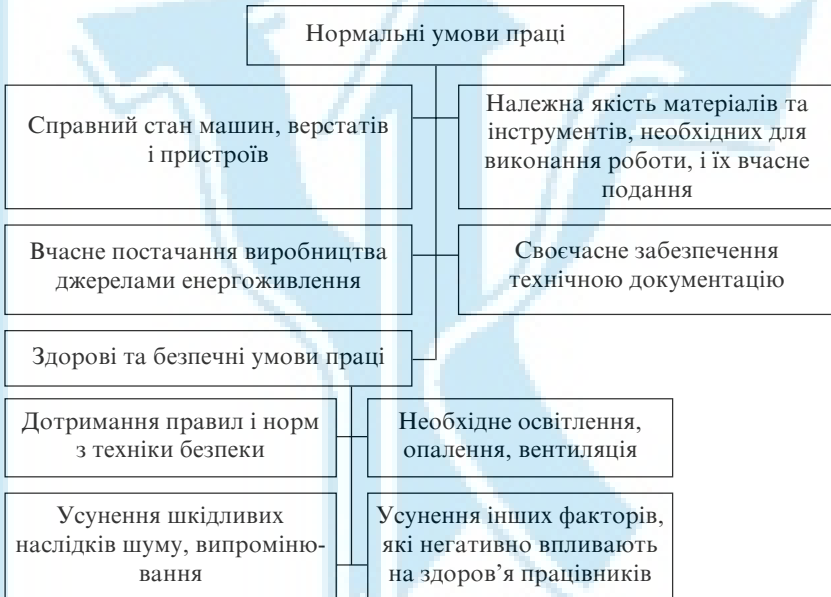 Нормальні умови праці
Справний стан машин, верстатів
і пристроїв
Належна якість матеріалів та
інструментів, необхідних для
виконання роботи, і їх вчасне
подання
Вчасне постачання виробництва
джерелами енергоживлення
Своєчасне забезпечення
технічною документацію
Здорові та безпечні умови праці
Дотримання правил і норм
з техніки безпеки
Необхідне освітлення,
опалення, вентиляція
Усунення шкідливих
наслідків шуму, випроміню-
вання
Усунення інших факторів,
які негативно впливають
на здоров'я працівників